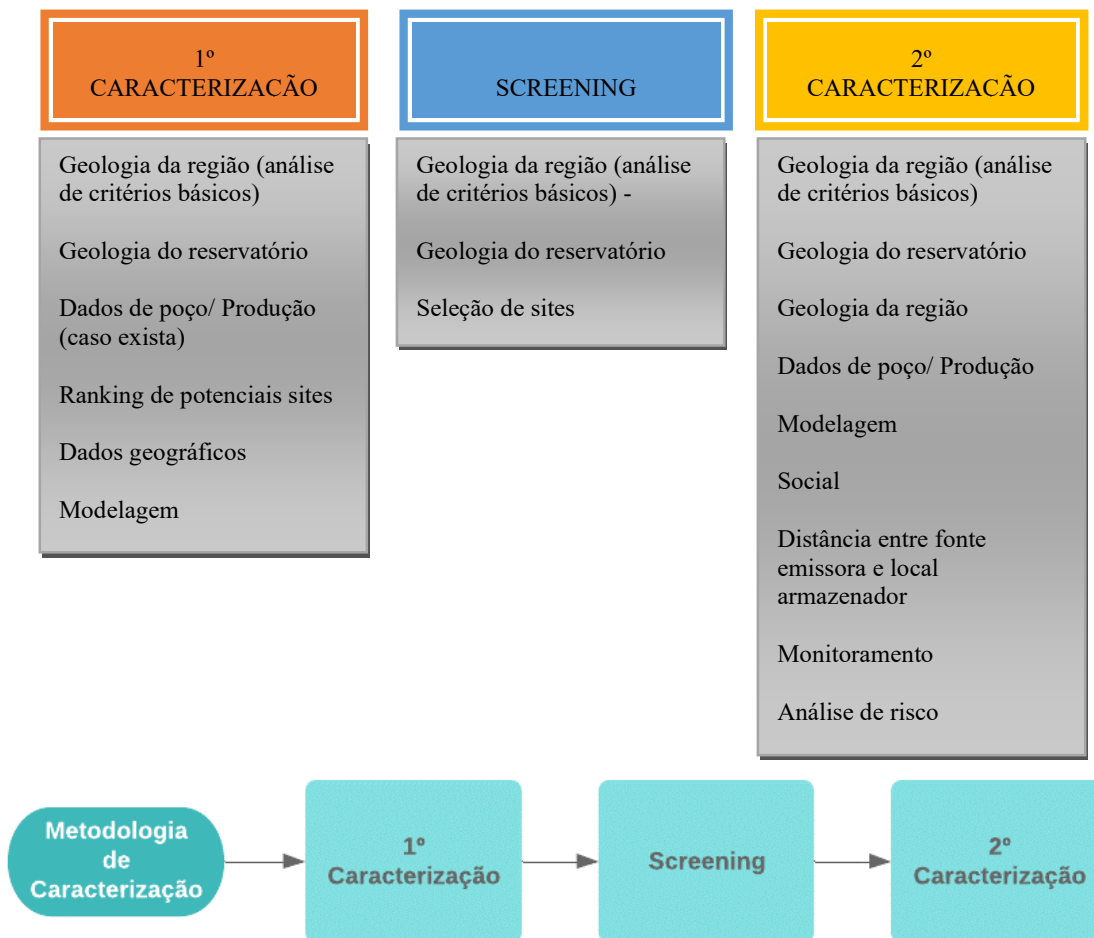 1º
CARACTERIZACÃO
Geologia da região (análise
de critérios básicos)
Geologia do reservatório
Dados de poço/ Produção
(caso exista)
Ranking de potenciais sites
Dados geográficos
Modelagem
SCREENING
Geologia da região (análise
de critérios básicos) -
Geologia do reservatório
Seleção de sites
2º
CARACTERIZACÃO
Geologia da região (análise
de critérios básicos)
Geologia do reservatório
Geologia da região
Dados de poço/ Produção
Modelagem
Social
Distância entre fonte
emissora e local
armazenador
Monitoramento
Análise de risco
Metodologia
de
Caracterização
1º
Caracterização
Screening
2º
Caracterização